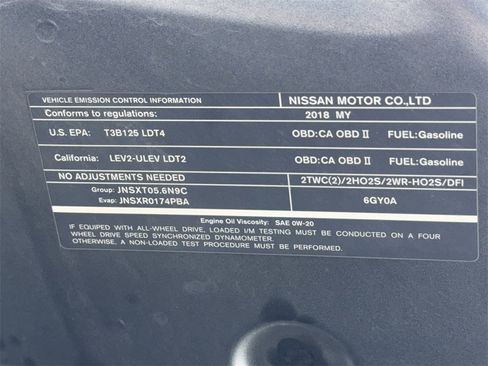 VEHICLE EMISSION CONTROL INFORMATION NISSAN MOTOR CO.,LTD
Conforms to regulations: 2018 MY
U.S. EPA: T3B125 LDT4 OBD:CA OBD II FUEL:Gasoline
California: LEV2-ULEV LDT2 OBD:CA OBD II FUEL:Gasoline
NO ADJUSTMENTS NEEDED 2TWC(2)/2HO2S/2WR-HO2S/DFI
Group: JNSXT05.6N9C
Evap: JNSXR0174PBA 6GY0A
Engine Oil Viscosity: SAE 0W-20
IF EQUIPPED WITH ALL-WHEEL DRIVE, LOADED I/M TESTING MUST BE CONDUCTED ON A FOUR
WHEEL DRIVE SPEED SYNCHRONIZED DYNAMOMETER.
OTHERWISE, A NON-LOADED TEST PROCEDURE MUST BE PERFORMED.